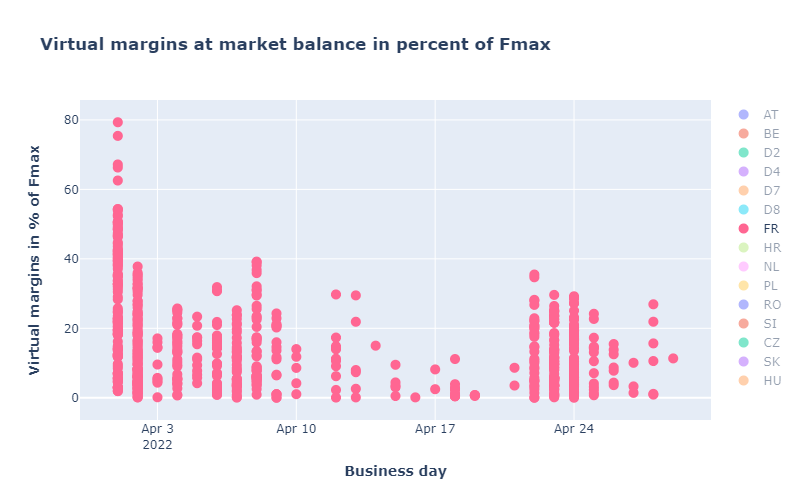 Virtual margins at market balance in percent of Fmax
Virtual margins in % of Fmax
80
60
40
20
0
Apr 3
2022
Apr 10
Apr 17
Apr 24
Business day
AT
BE
D2
D4
D7
D8
FR
HR
NL
PL
RO
SI
CZ
SK
HU